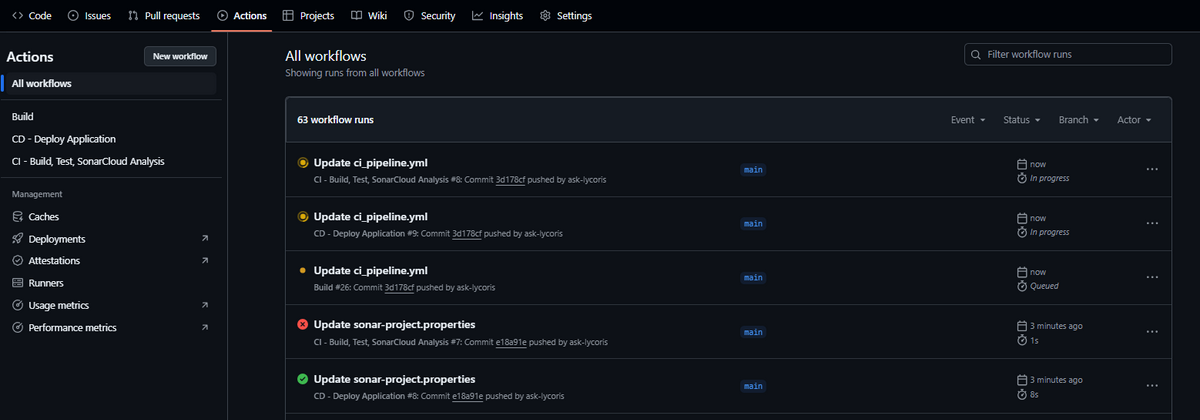 Code Issues Pull requests Actions Projects Wiki Security Insights Settings
Actions New workflow
All workflows
Build
CD - Deploy Application
CI - Build, Test, SonarCloud Analysis
Management
Caches
Deployments
Attestations
Runners
Usage metrics
Performance metrics
All workflows
Showing runs from all workflows
Filter workflow runs
63 workflow runs Event Status Branch Actor
Update ci_pipeline.yml main now
CI - Build, Test, SonarCloud Analysis #8: Commit 3d178cf pushed by ask-lycoris In progress
Update ci_pipeline.yml main now
CD - Deploy Application #9: Commit 3d178cf pushed by ask-lycoris In progress
Update ci_pipeline.yml main now
Build #26: Commit 3d178cf pushed by ask-lycoris Queued
Update sonar-project.properties main 3 minutes ago
CI - Build, Test, SonarCloud Analysis #7: Commit e18a91e pushed by ask-lycoris 1s
Update sonar-project.properties main 3 minutes ago
CD - Deploy Application #8: Commit e18a91e pushed by ask-lycoris 8s